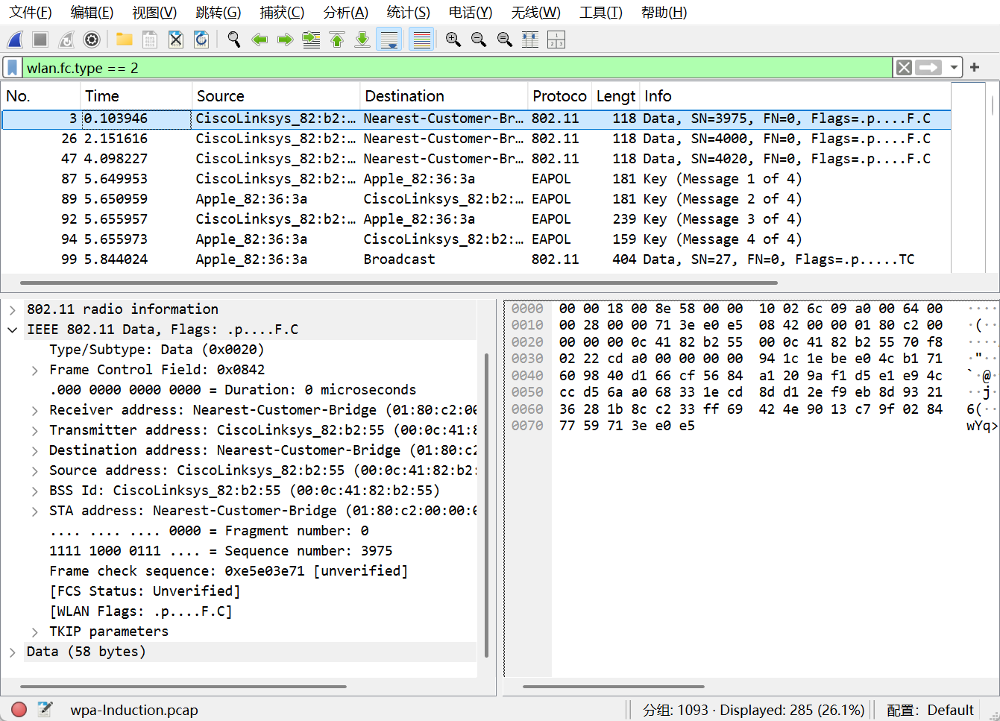 文件(F) 编辑(E) 视图(V) 跳转(G) 捕获(C) 分析(A) 统计(S) 电话(Y) 无线(W) 工具(T) 帮助(H)
wlan.fc.type == 2
No. Time Source Destination Protoco Lengt Info
3 0.103946 CiscoLinksys_82:b2:… Nearest-Customer-Br… 802.11 118 Data, SN=3975, FN=0, Flags=.p....F.C
26 2.151616 CiscoLinksys_82:b2:… Nearest-Customer-Br… 802.11 118 Data, SN=4000, FN=0, Flags=.p....F.C
47 4.098227 CiscoLinksys_82:b2:… Nearest-Customer-Br… 802.11 118 Data, SN=4020, FN=0, Flags=.p....F.C
87 5.649953 CiscoLinksys_82:b2:… Apple_82:36:3a EAPOL 181 Key (Message 1 of 4)
89 5.650959 Apple_82:36:3a CiscoLinksys_82:b2:… EAPOL 181 Key (Message 2 of 4)
92 5.655957 CiscoLinksys_82:b2:… Apple_82:36:3a EAPOL 239 Key (Message 3 of 4)
94 5.655973 Apple_82:36:3a CiscoLinksys_82:b2:… EAPOL 159 Key (Message 4 of 4)
99 5.844024 Apple_82:36:3a Broadcast 802.11 404 Data, SN=27, FN=0, Flags=.p.....TC
802.11 radio information
IEEE 802.11 Data, Flags: .p....F.C
Type/Subtype: Data (0x0020)
Frame Control Field: 0x0842
.000 0000 0000 0000 = Duration: 0 microseconds
Receiver address: Nearest-Customer-Bridge (01:80:c2:00
Transmitter address: CiscoLinksys_82:b2:55 (00:0c:41:8
Destination address: Nearest-Customer-Bridge (01:80:c2
Source address: CiscoLinksys_82:b2:55 (00:0c:41:82:b2:
BSS Id: CiscoLinksys_82:b2:55 (00:0c:41:82:b2:55)
STA address: Nearest-Customer-Bridge (01:80:c2:00:00:0
.... .... .... 0000 = Fragment number: 0
1111 1000 0111 .... = Sequence number: 3975
Frame check sequence: 0xe5e03e71 [unverified]
[FCS Status: Unverified]
[WLAN Flags: .p....F.C]
TKIP parameters
Data (58 bytes)
0000 00 00 18 00 8e 58 00 00 10 02 6c 09 a0 00 64 00 ····
0010 00 28 00 00 71 3e e0 e5 08 42 00 00 01 80 c2 00 ·(··
0020 00 00 00 0c 41 82 b2 55 00 0c 41 82 b2 55 70 f8 ····
0030 02 22 cd a0 00 00 00 00 94 1c 1e be e0 4c b1 71 ·"··
0040 60 98 40 d1 66 cf 56 84 a1 20 9a f1 d5 e1 e9 4c `·@·
0050 cc d5 6a a0 68 33 1e cd 8d d1 2e f9 eb 8d 93 21 ··j·
0060 36 28 1b 8c c2 33 ff 69 42 4e 90 13 c7 9f 02 84 6(··
0070 77 59 71 3e e0 e5 wYq>
wpa-Induction.pcap 分组: 1093 · Displayed: 285 (26.1%) 配置: Default